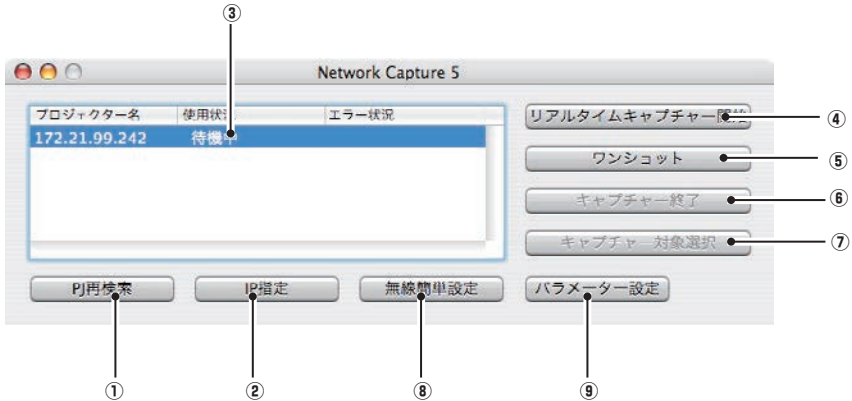 ③
Network Capture 5
プロジェクター名 使用状況 エラー状況
172.21.99.242 待機中
リアルタイムキャプチャー開始 ④
ワンショット ⑤
キャプチャー終了 ⑥
キャプチャー対象選択 ⑦
PJ再検索 IP指定 無線簡単設定 パラメーター設定
① ② ⑧ ⑨